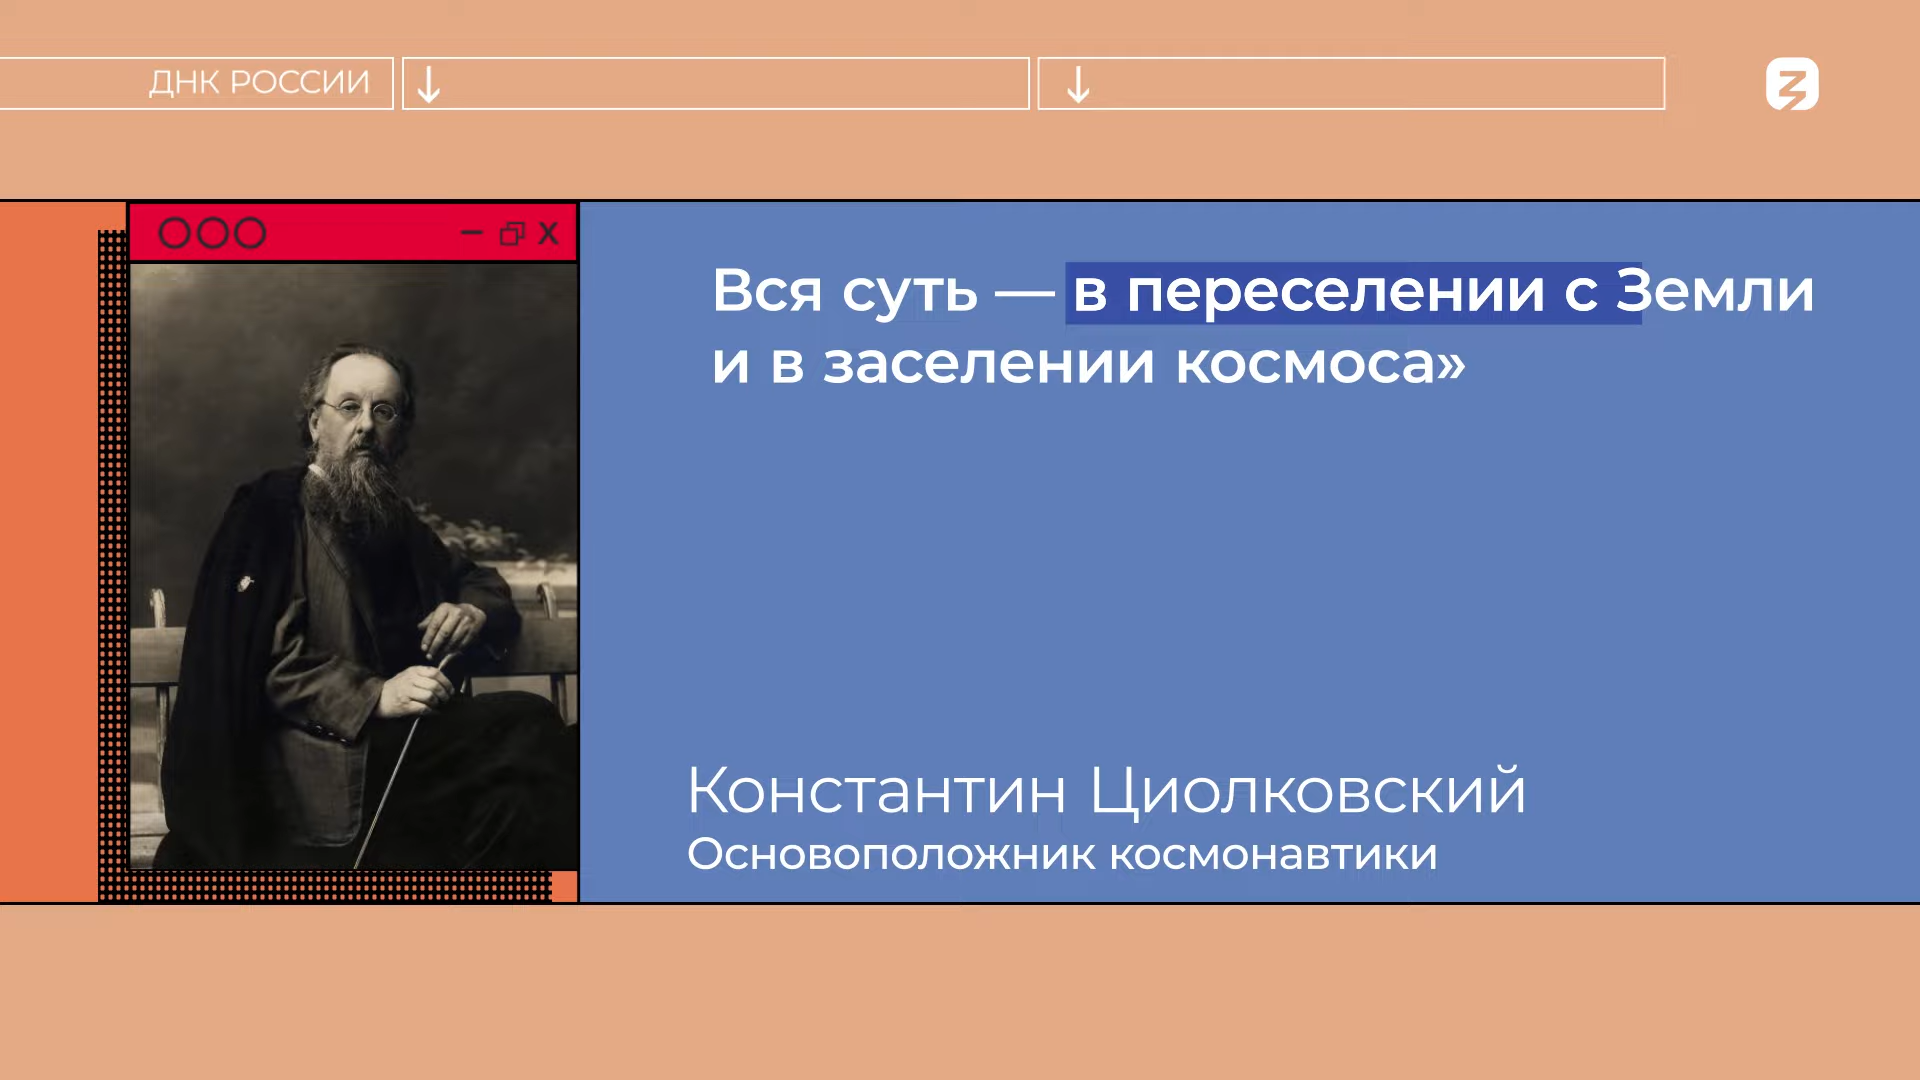 ДНК РОССИИ
Вся суть — в переселении с Земли
и в заселении космоса»
Константин Циолковский
Основоположник космонавтики